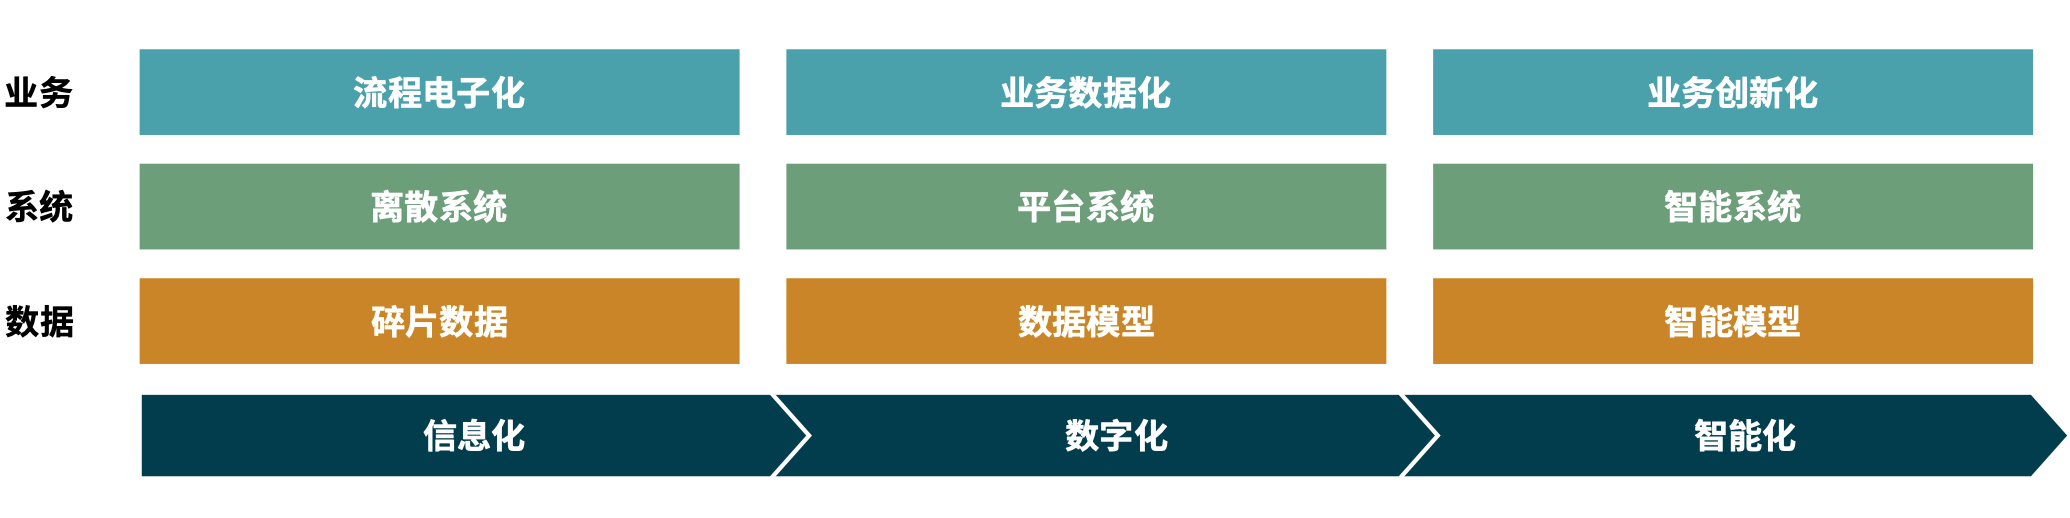 业务 流程电子化 业务数据化 业务创新化
系统 离散系统 平台系统 智能系统
数据 碎片数据 数据模型 智能模型
信息化 数字化 智能化